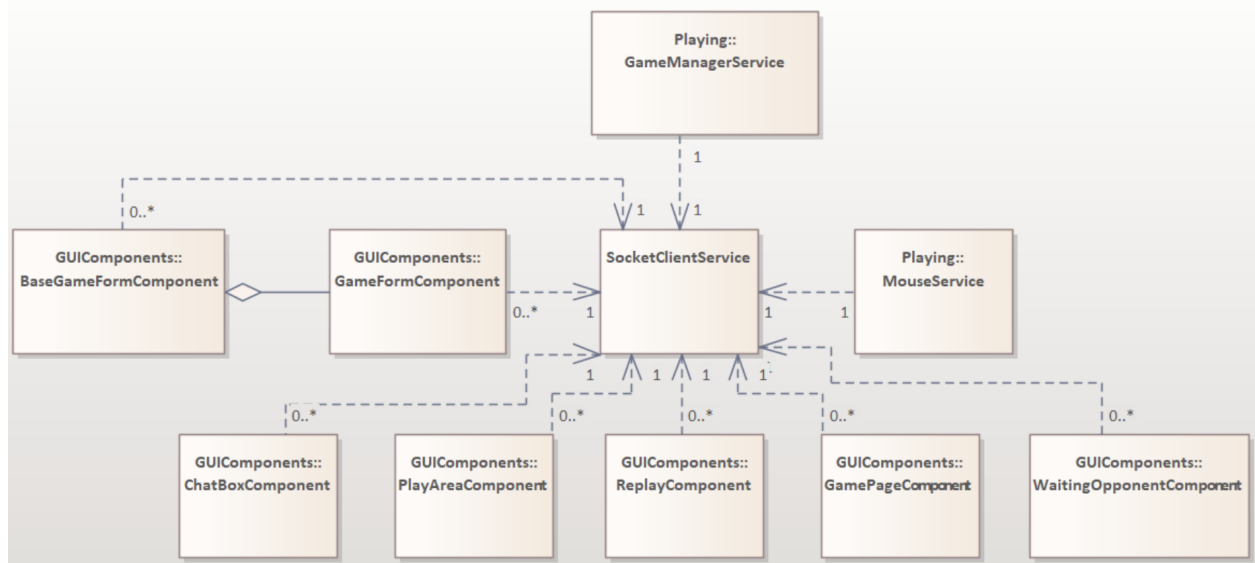 Playing::
GameManagerService
1
0..*
1
1
GUIComponents::
BaseGameFormComponent
GUIComponents::
GameFormComponent
0..*
1
SocketClientService
1
1
Playing::
MouseService
1
1
1
1
0..*
0..*
0..*
0..*
0..*
GUIComponents::
ChatBoxComponent
GUIComponents::
PlayAreaComponent
GUIComponents::
ReplayComponent
GUIComponents::
GamePageComponent
GUIComponents::
WaitingOpponentComponent